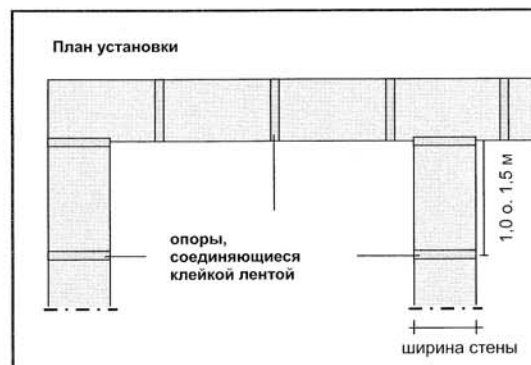 План установки
1,0 о. 1.5 м
опоры,
соединяющиеся
клейкой лентой
ширина стены